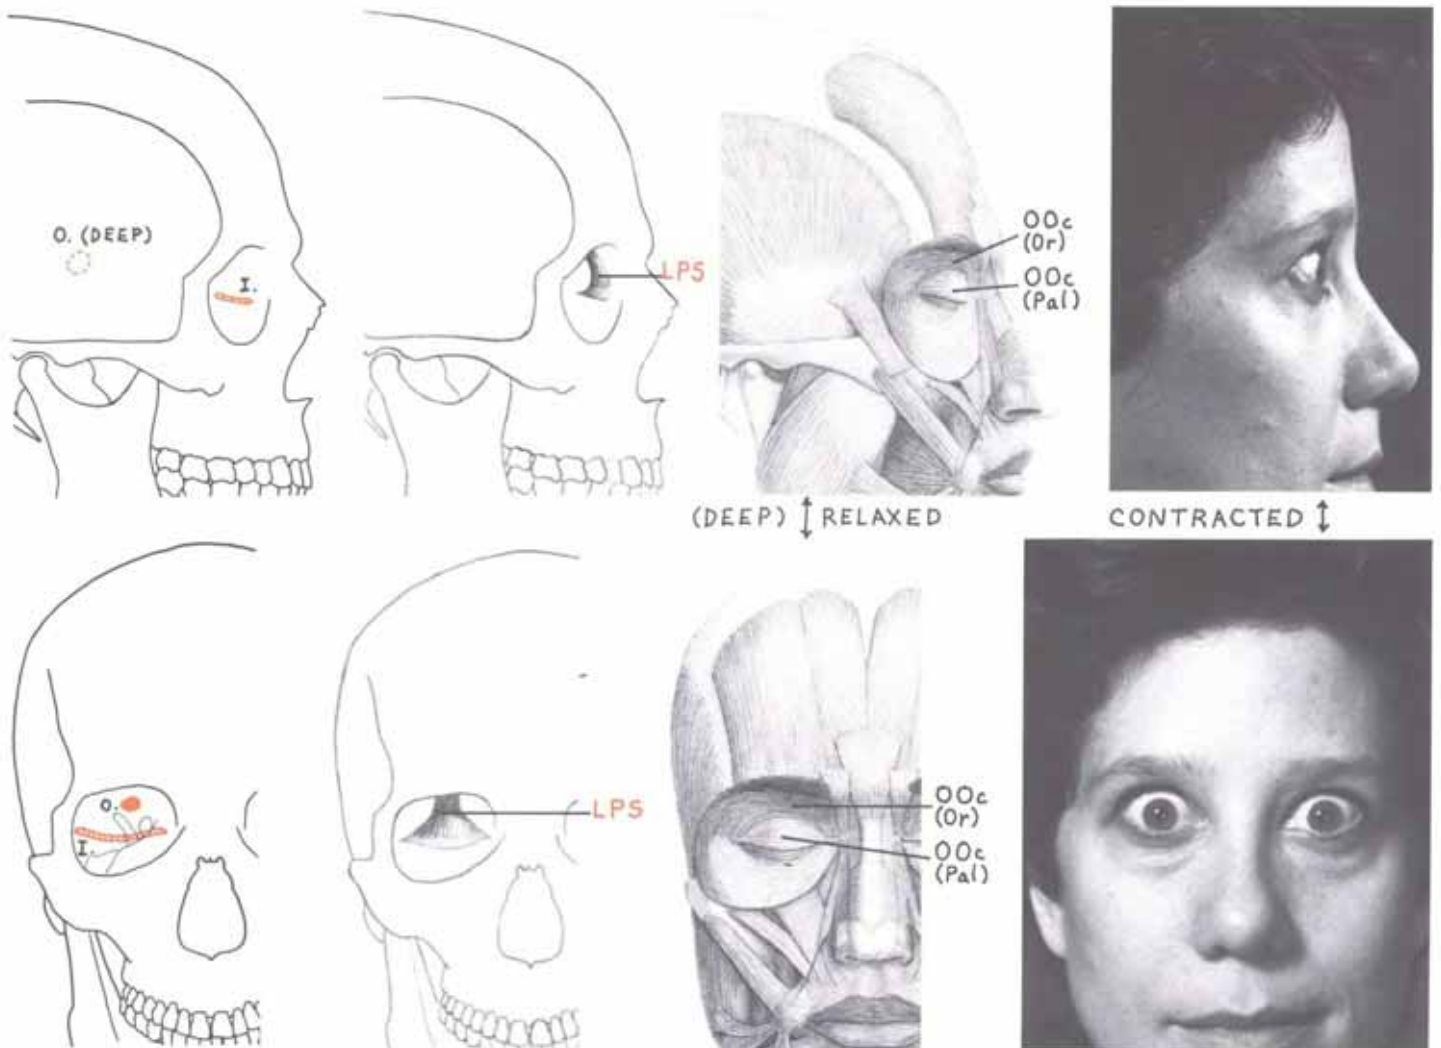 O. (DEEP)
I.
LPS
OOc
(Or)
OOc
(Pal)
(DEEP) ↕ RELAXED
CONTRACTED ↕
O.
I.
LPS
OOc
(Or)
OOc
(Pal)